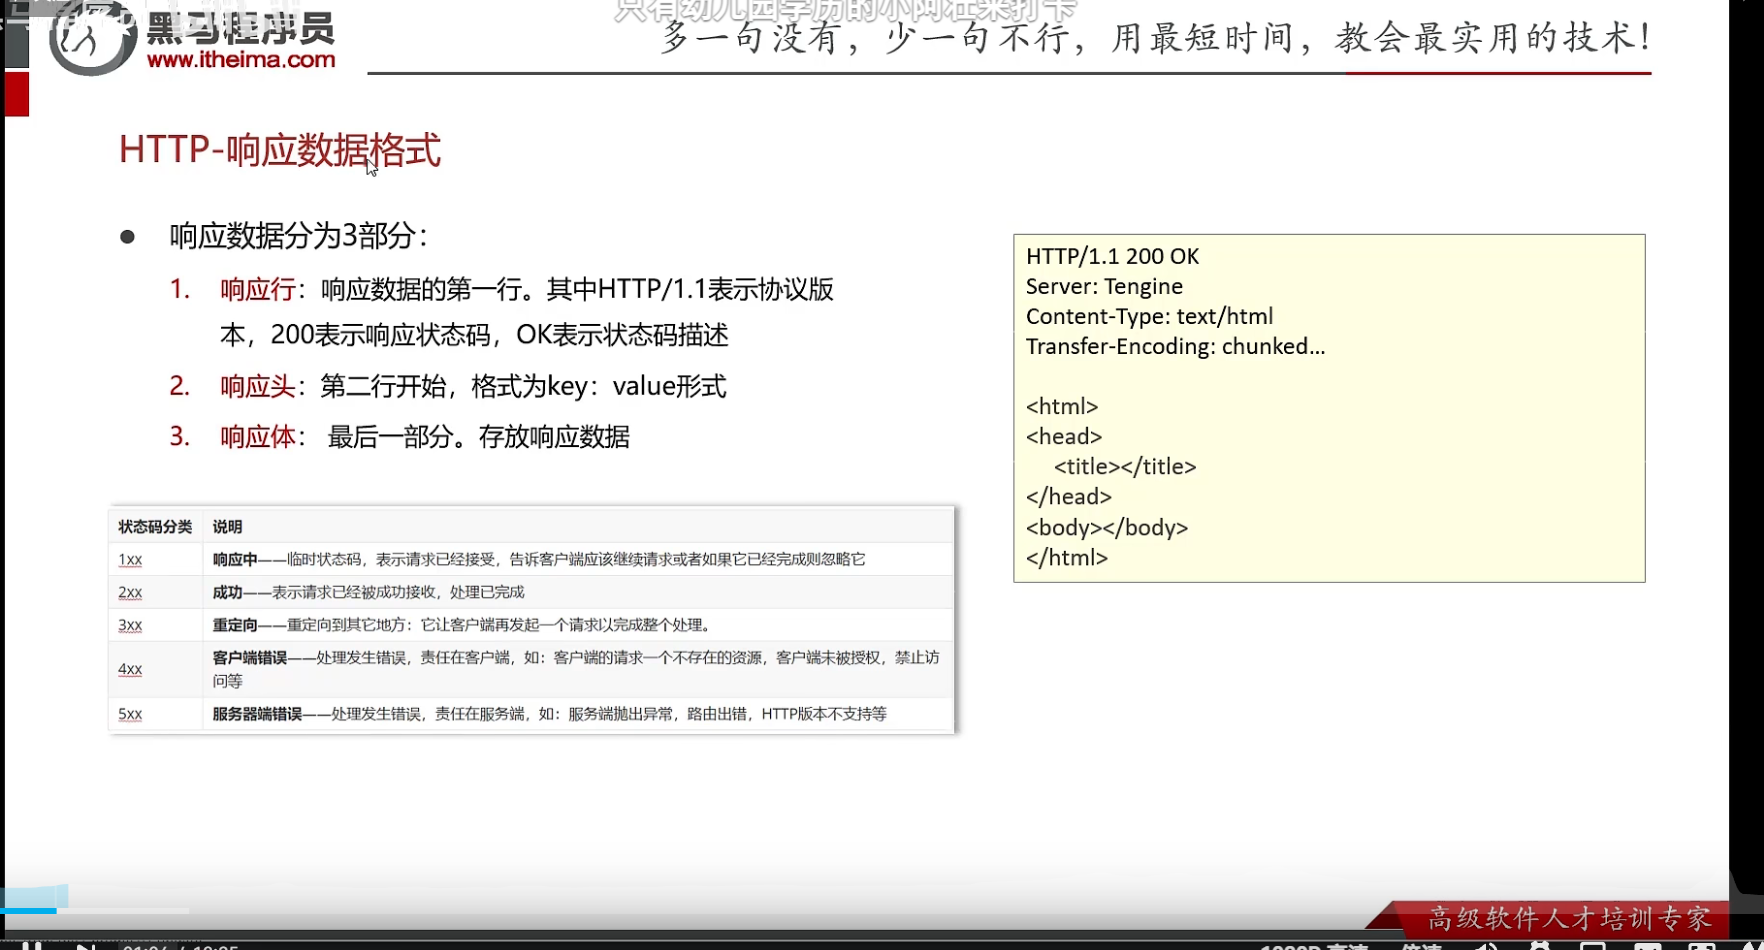 只有幼儿园学历的小阿壮来打卡
黑马程序员
www.itheima.com
多一句没有，少一句不行，用最短时间，教会最实用的技术！
HTTP-响应数据格式
● 响应数据分为3部分：
1. 响应行：响应数据的第一行。其中HTTP/1.1表示协议版
本，200表示响应状态码，OK表示状态码描述
2. 响应头：第二行开始，格式为key：value形式
3. 响应体： 最后一部分。存放响应数据
HTTP/1.1 200 OK
Server: Tengine
Content-Type: text/html
Transfer-Encoding: chunked…
<html>
<head>
<title></title>
</head>
<body></body>
</html>
状态码分类 说明
1xx 响应中——临时状态码，表示请求已经接受，告诉客户端应该继续请求或者如果它已经完成则忽略它
2xx 成功——表示请求已经被成功接收，处理已完成
3xx 重定向——重定向到其它地方：它让客户端再发起一个请求以完成整个处理。
4xx 客户端错误——处理发生错误，责任在客户端，如：客户端的请求一个不存在的资源，客户端未被授权，禁止访
问等
5xx 服务器端错误——处理发生错误，责任在服务端，如：服务端抛出异常，路由出错，HTTP版本不支持等
高级软件人才培训专家